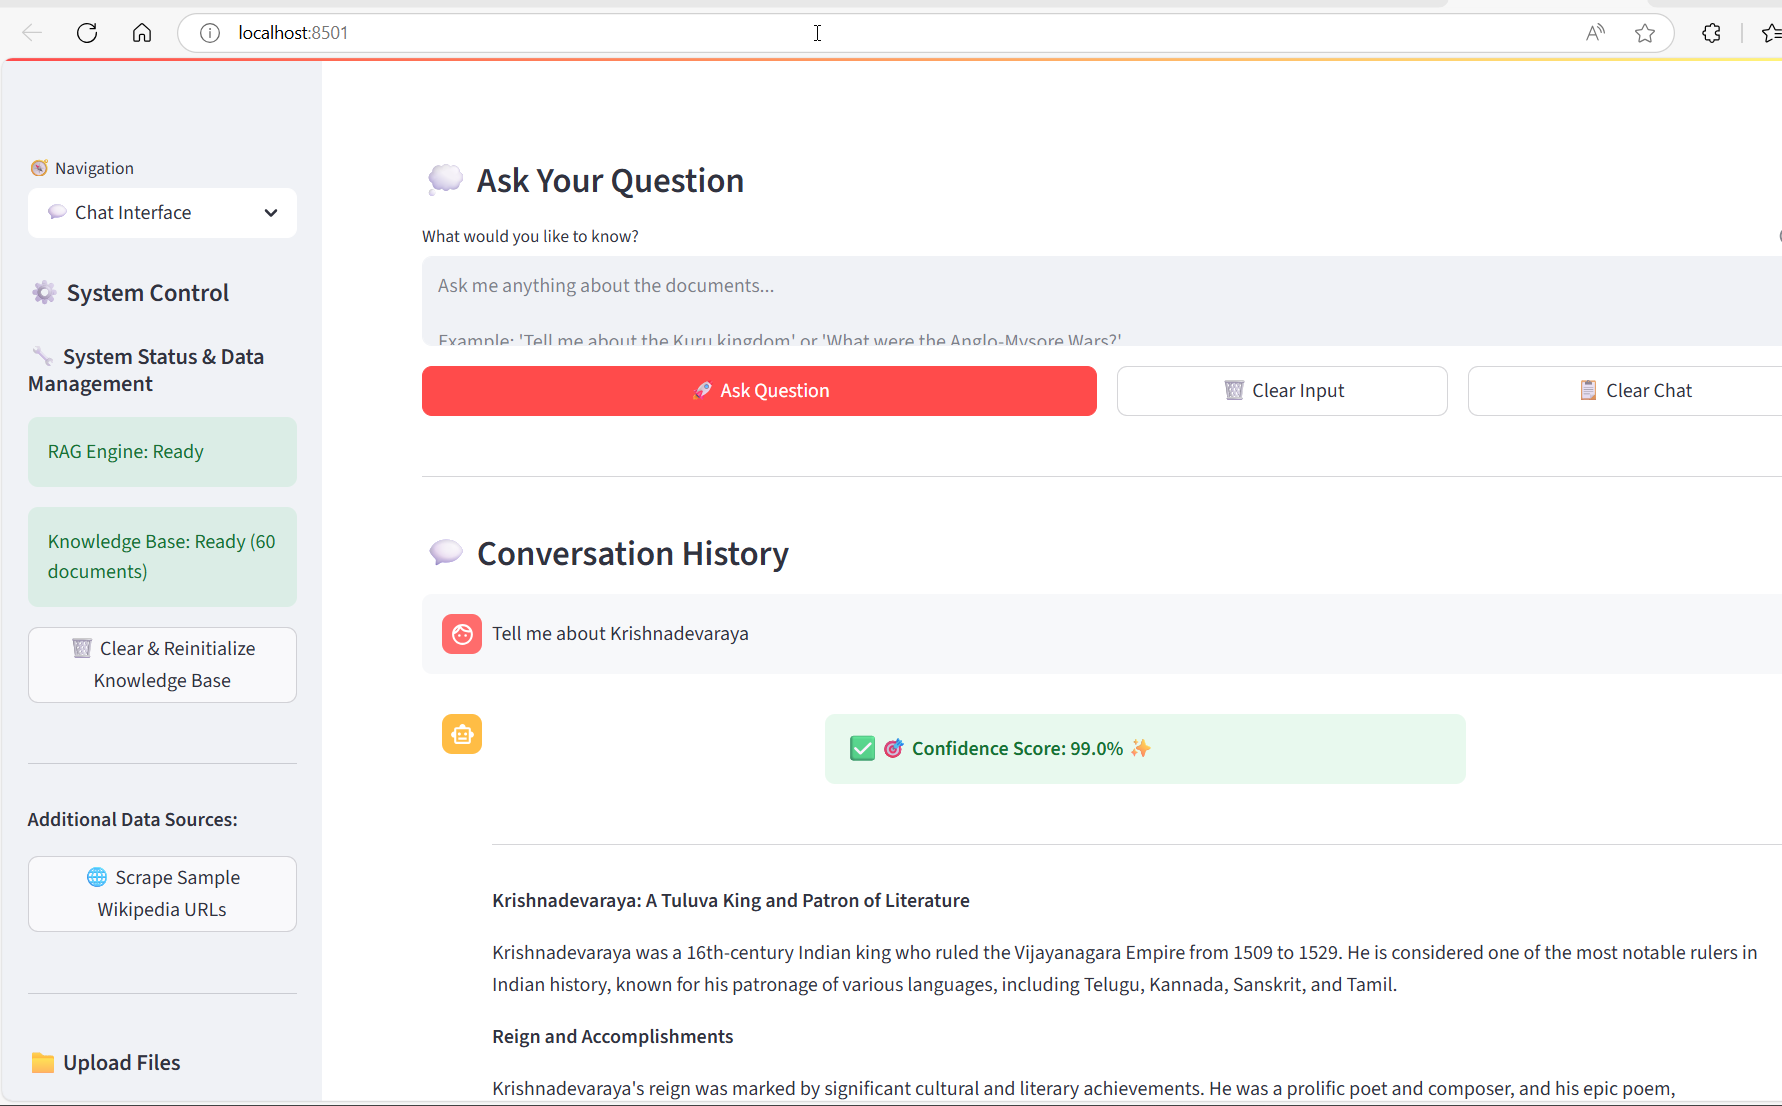 localhost:8501
Navigation
Chat Interface
System Control
System Status & Data
Management
RAG Engine: Ready
Knowledge Base: Ready (60
documents)
Clear & Reinitialize
Knowledge Base
Additional Data Sources:
Scrape Sample
Wikipedia URLs
Upload Files
Ask Your Question
What would you like to know?
Ask me anything about the documents...
Example: 'Tell me about the Kuru kingdom' or 'What were the Anglo-Mysore Wars?'
Ask Question
Clear Input
Clear Chat
Conversation History
Tell me about Krishnadevaraya
Confidence Score: 99.0%
Krishnadevaraya: A Tuluva King and Patron of Literature
Krishnadevaraya was a 16th-century Indian king who ruled the Vijayanagara Empire from 1509 to 1529. He is considered one of the most notable rulers in
Indian history, known for his patronage of various languages, including Telugu, Kannada, Sanskrit, and Tamil.
Reign and Accomplishments
Krishnadevaraya's reign was marked by significant cultural and literary achievements. He was a prolific poet and composer, and his epic poem,